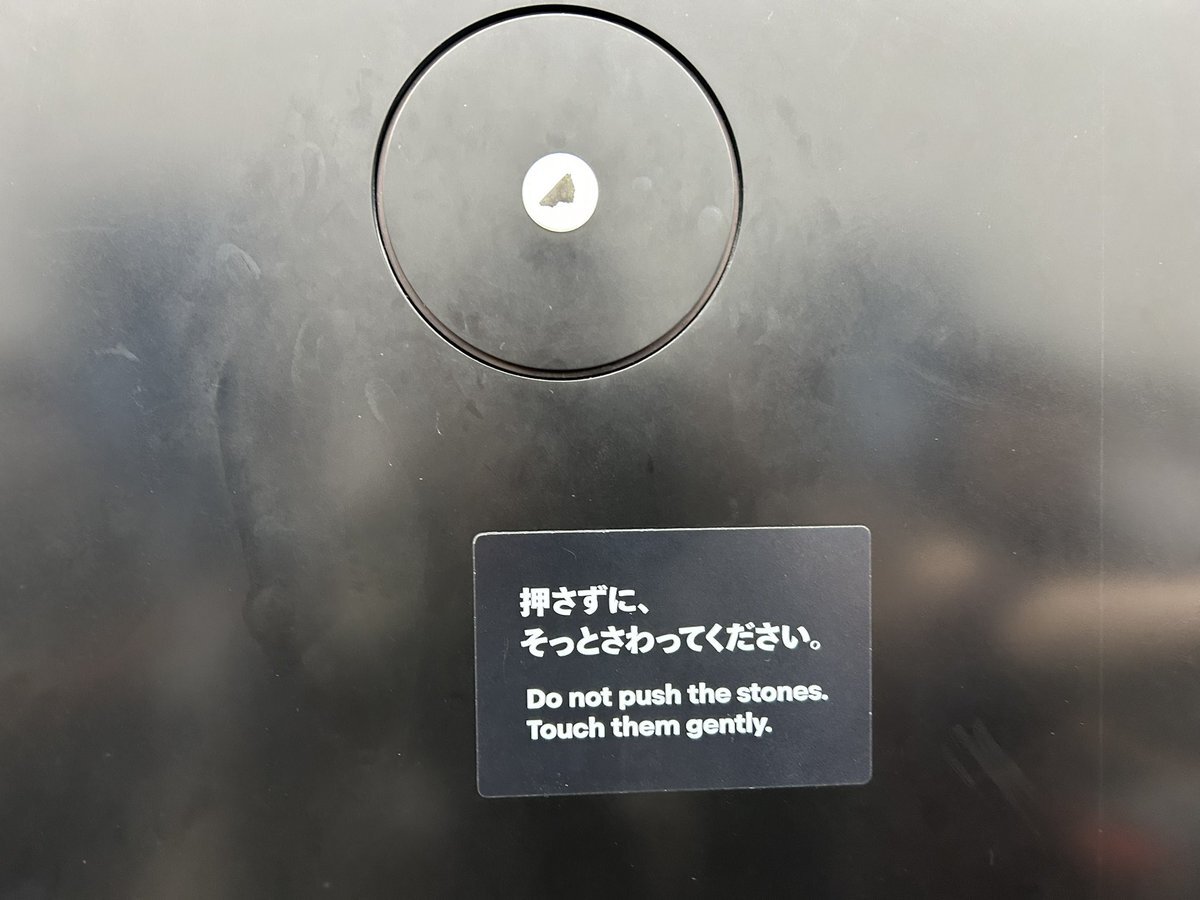 押さずに、
そっとさわってください。
Do not push the stones.
Touch them gently.